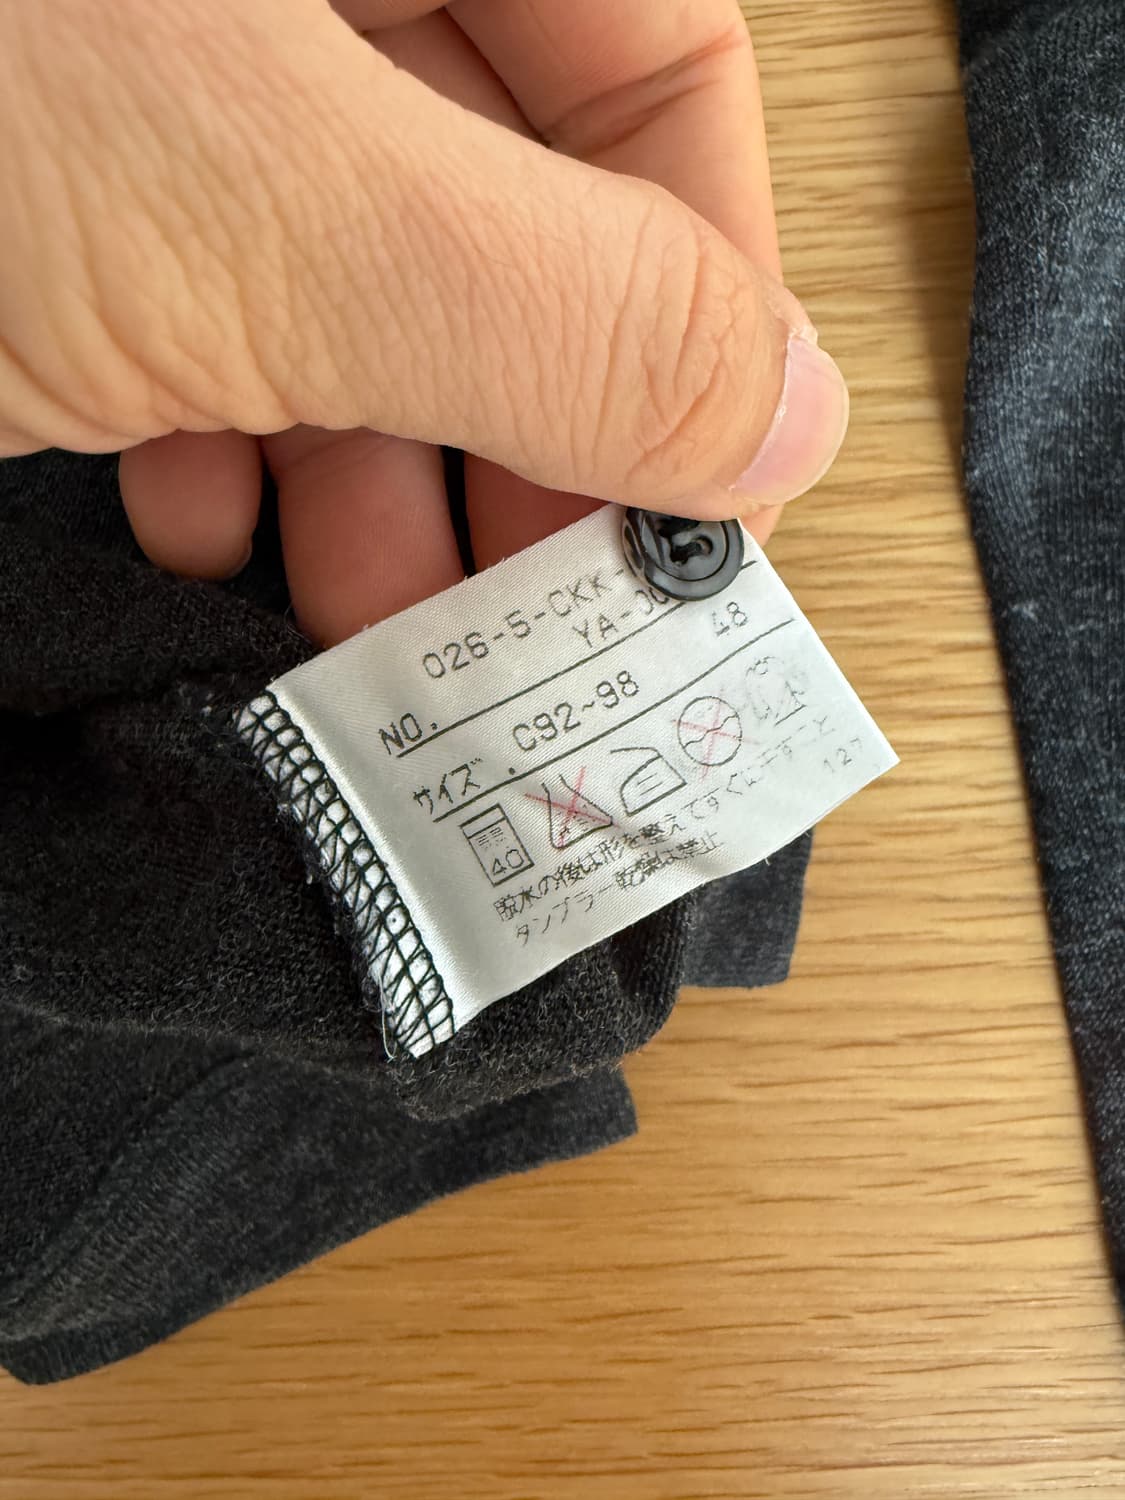 026-5-CKK-
NO. YA-
48
サイズ. C92~98
40
脱水の後は形を整えてすぐに干すこと
タンブラー乾燥は禁止
127